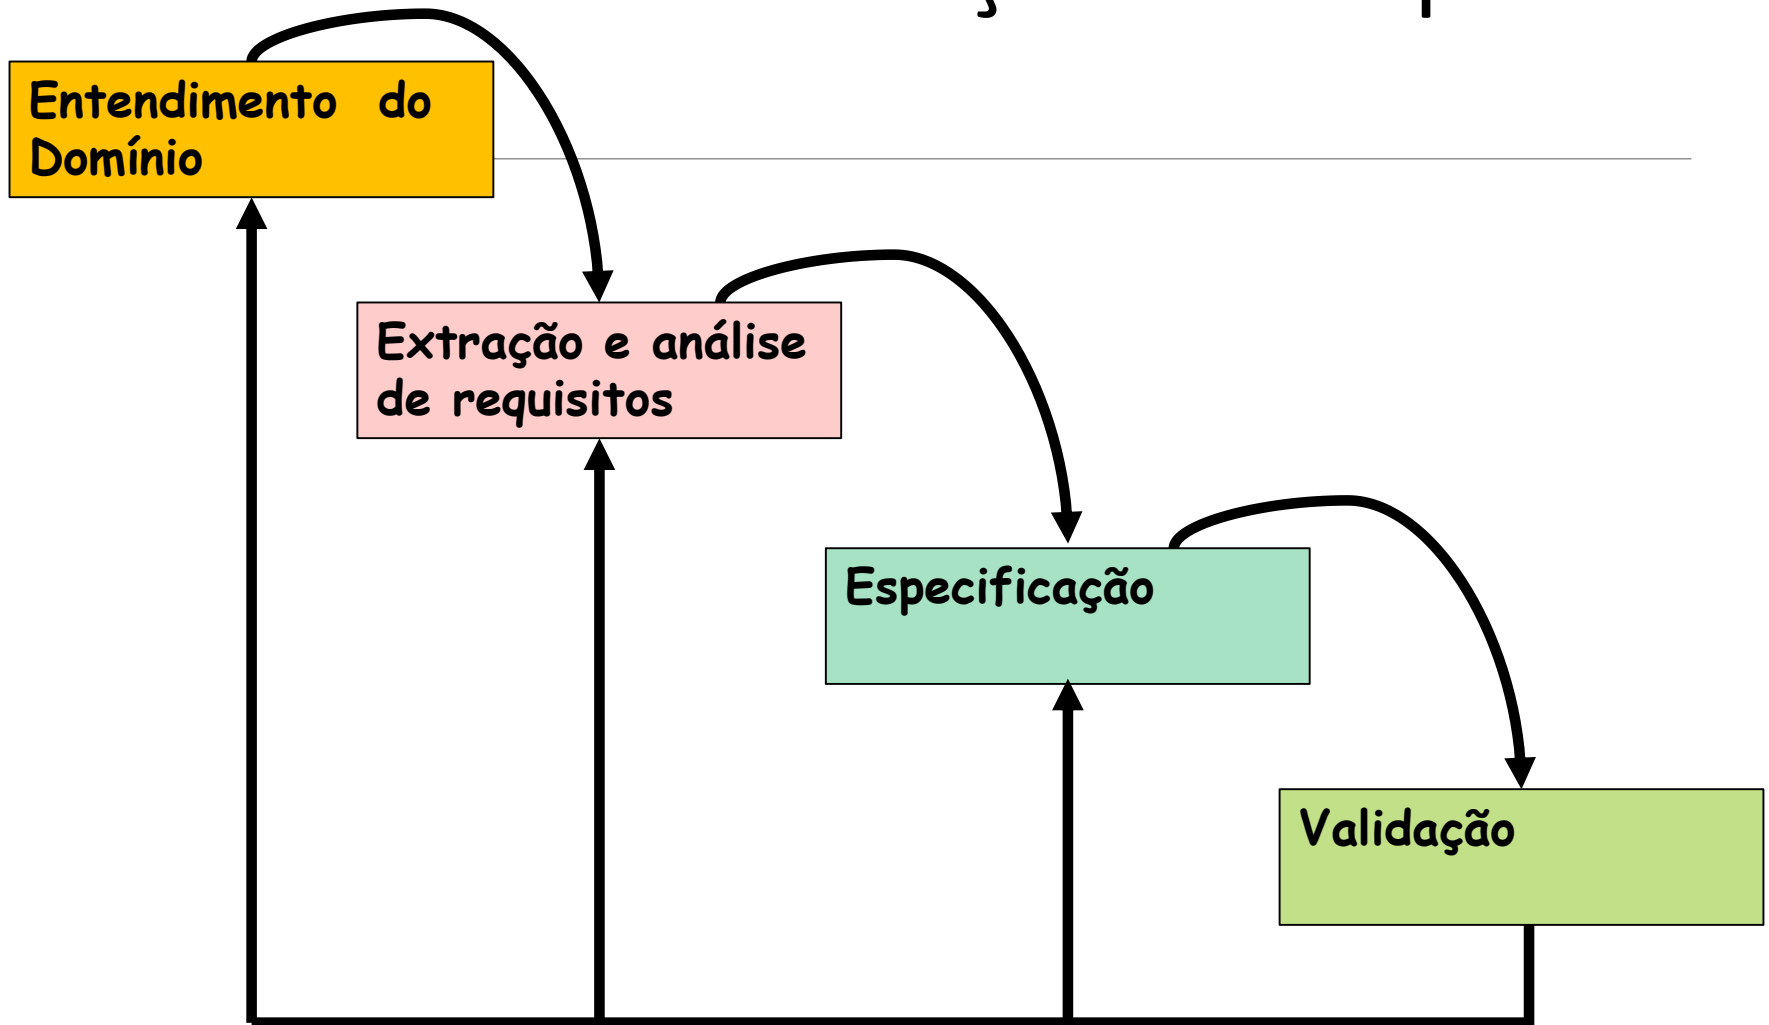 Entendimento do
Domínio
Extração e análise
de requisitos
Especificação
Validação